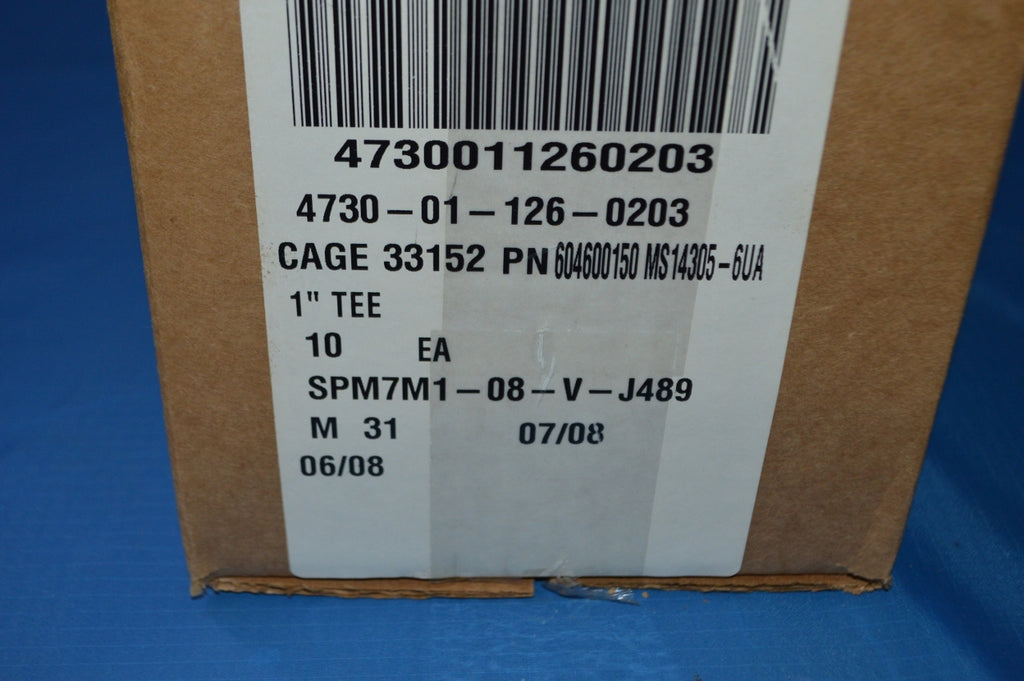 4730011260203
4730-01-126-0203
CAGE 33152 PN 604600150 MS14305-6UA
1" TEE
10 EA
SPM7M1-08-V-J489
M 31 07/08
06/08